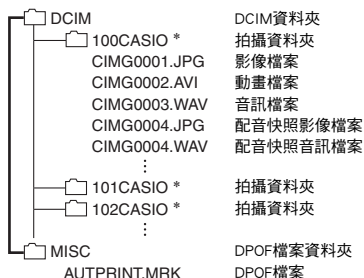 DCIM DCIM資料夾
100CASIO * 拍攝資料夾
CIMG0001.JPG 影像檔案
CIMG0002.AVI 動畫檔案
CIMG0003.WAV 音訊檔案
CIMG0004.JPG 配音快照影像檔案
CIMG0004.WAV 配音快照音訊檔案
⋮
101CASIO * 拍攝資料夾
102CASIO * 拍攝資料夾
⋮
MISC DPOF檔案資料夾
AUTPRINT.MRK DPOF檔案